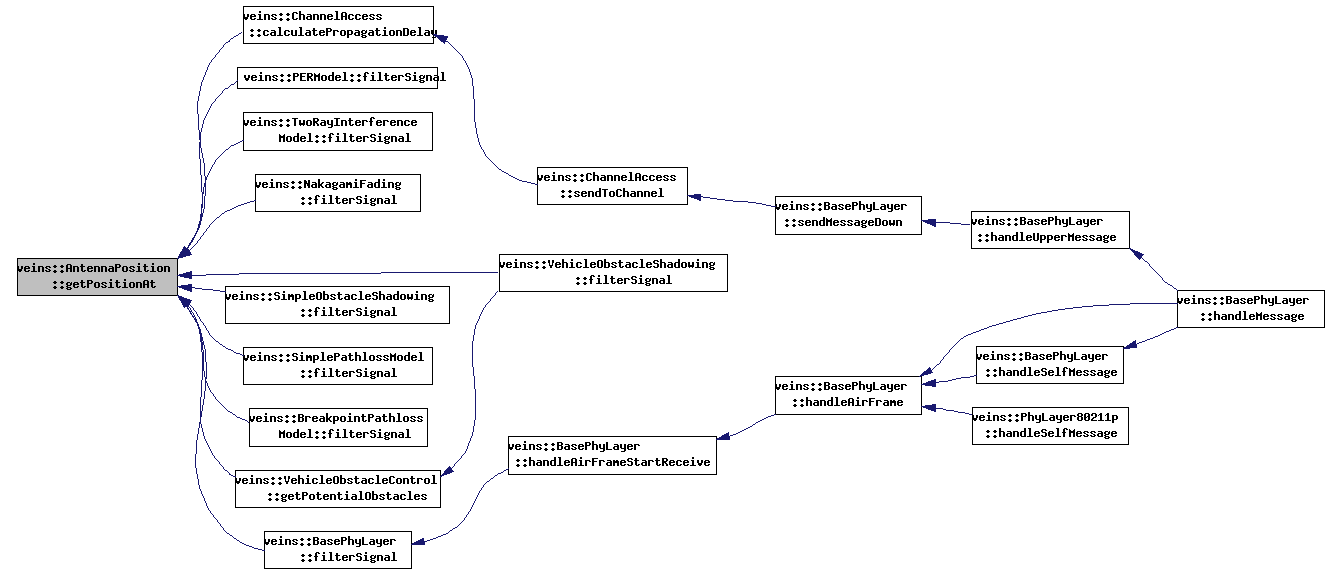 veins::AntennaPosition
::getPositionAt
veins::ChannelAccess
::calculatePropagationDelay
veins::PERModel::filterSignal
veins::TwoRayInterference
Model::filterSignal
veins::NakagamiFading
::filterSignal
veins::VehicleObstacleShadowing
::filterSignal
veins::SimpleObstacleShadowing
::filterSignal
veins::SimplePathlossModel
::filterSignal
veins::BreakpointPathloss
Model::filterSignal
veins::VehicleObstacleControl
::getPotentialObstacles
veins::BasePhyLayer
::filterSignal
veins::ChannelAccess
::sendToChannel
veins::BasePhyLayer
::sendMessageDown
veins::BasePhyLayer
::handleUpperMessage
veins::BasePhyLayer
::handleMessage
veins::BasePhyLayer
::handleSelfMessage
veins::BasePhyLayer
::handleAirFrame
veins::PhyLayer80211p
::handleSelfMessage
veins::BasePhyLayer
::handleAirFrameStartReceive